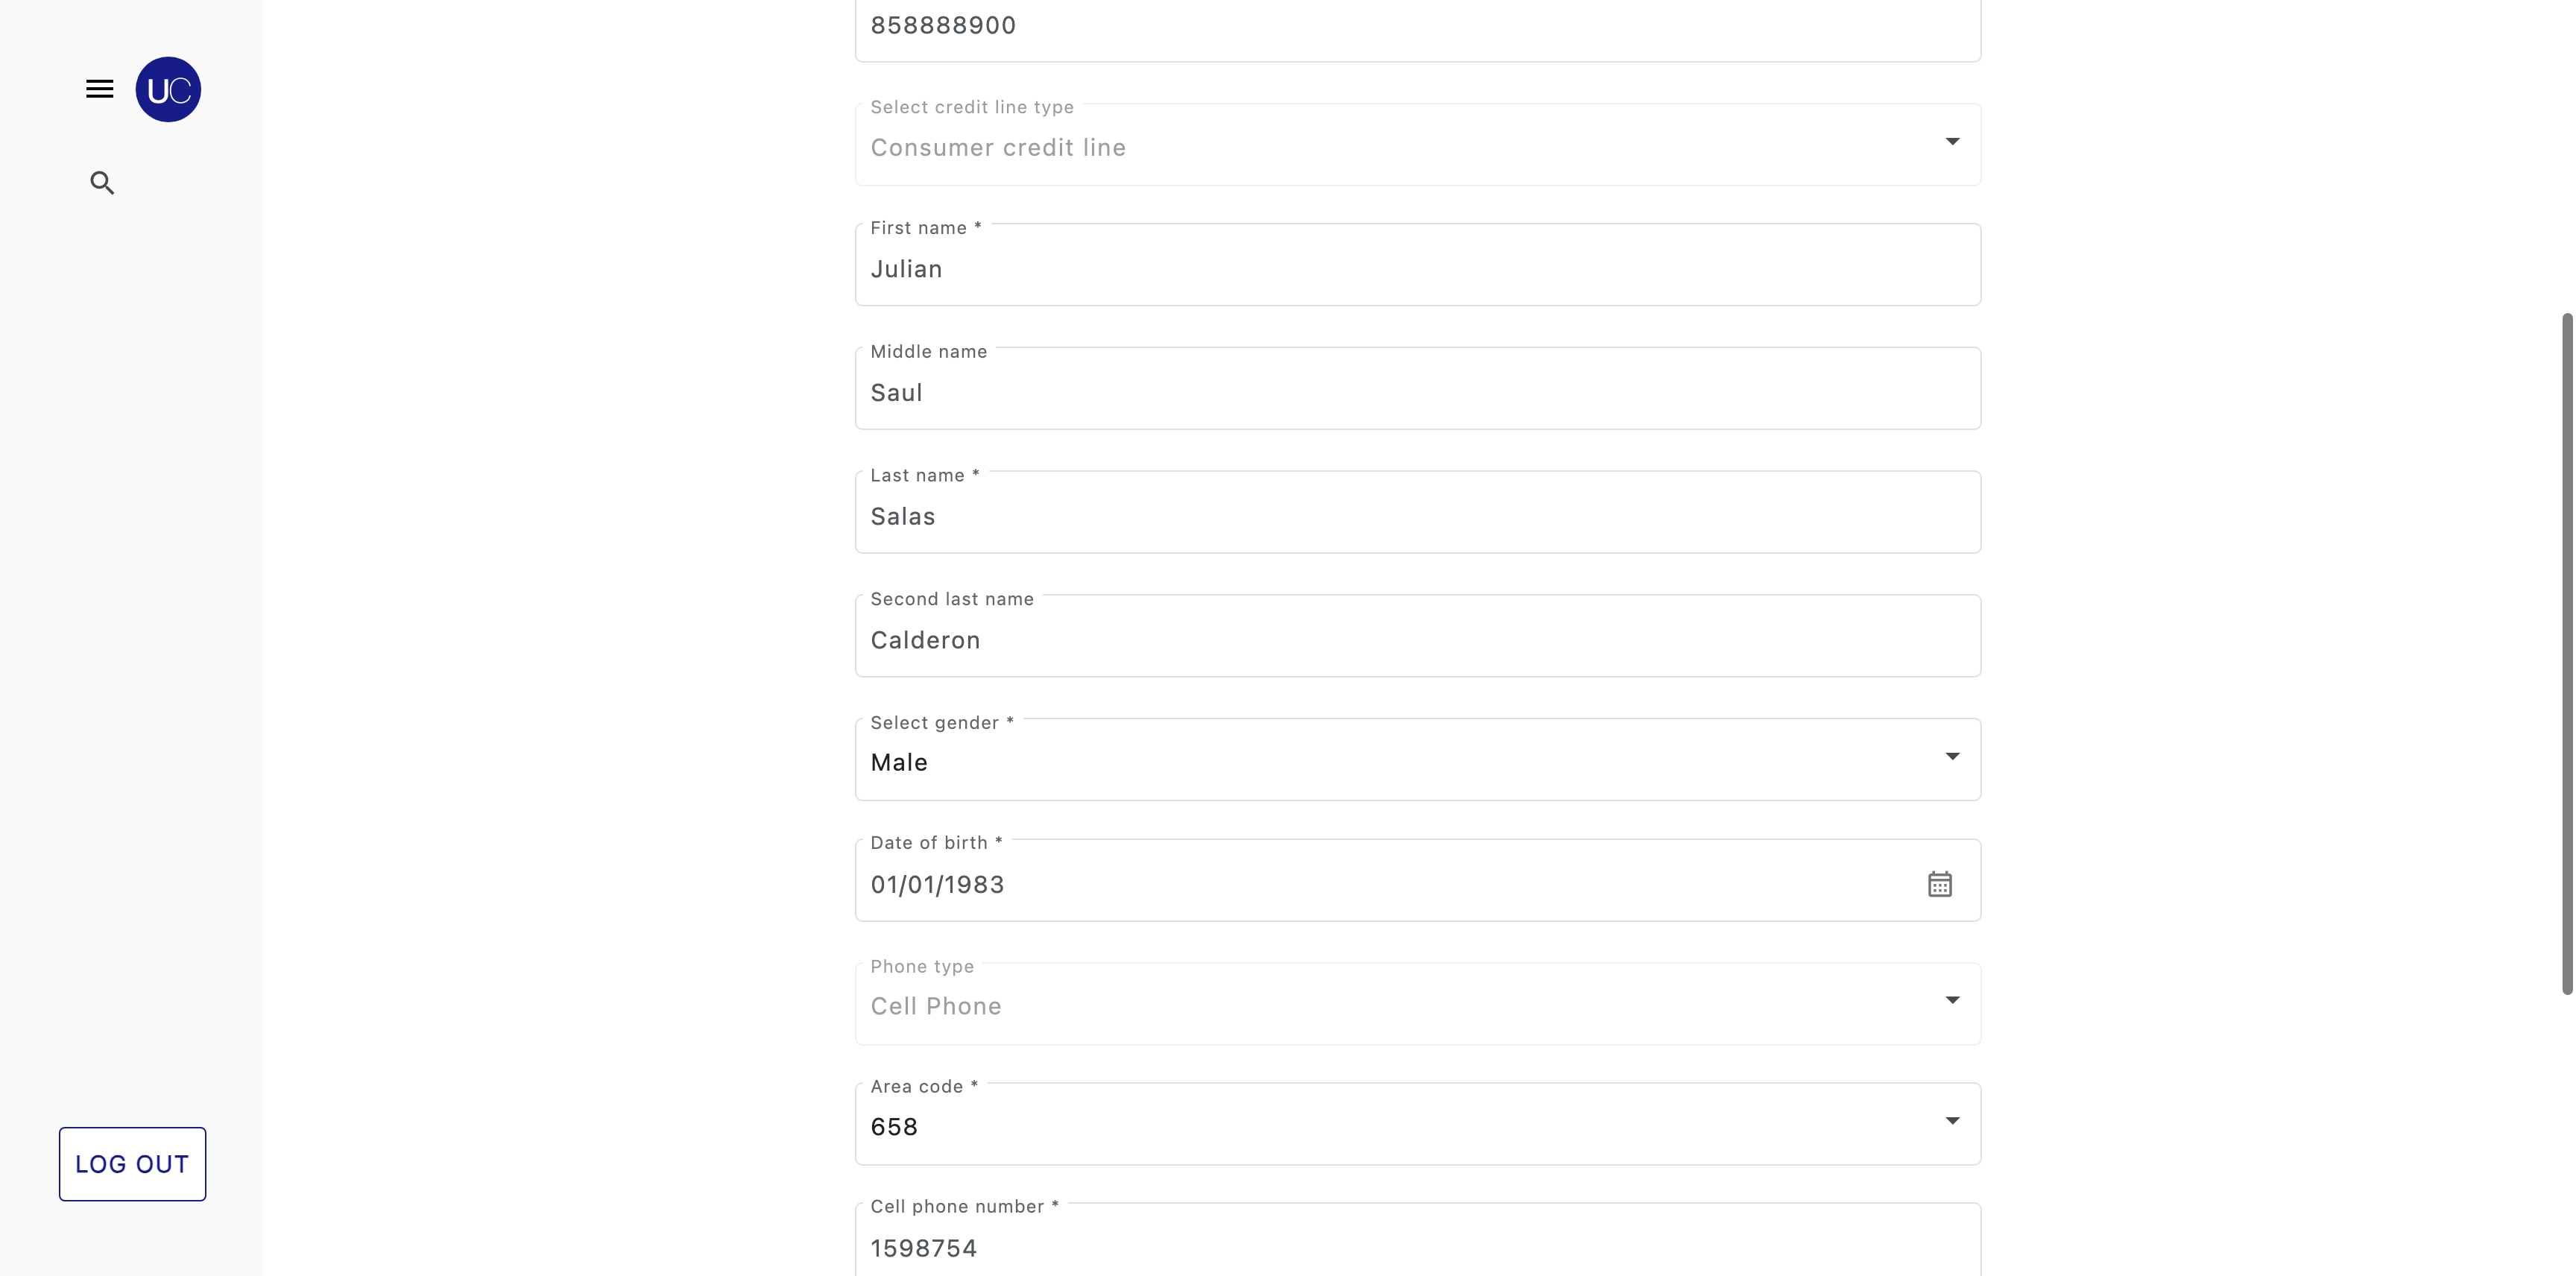 858888900
UC
Select credit line type
Consumer credit line
First name *
Julian
Middle name
Saul
Last name *
Salas
Second last name
Calderon
Select gender *
Male
Date of birth *
01/01/1983
Phone type
Cell Phone
Area code *
658
LOG OUT
Cell phone number *
1598754